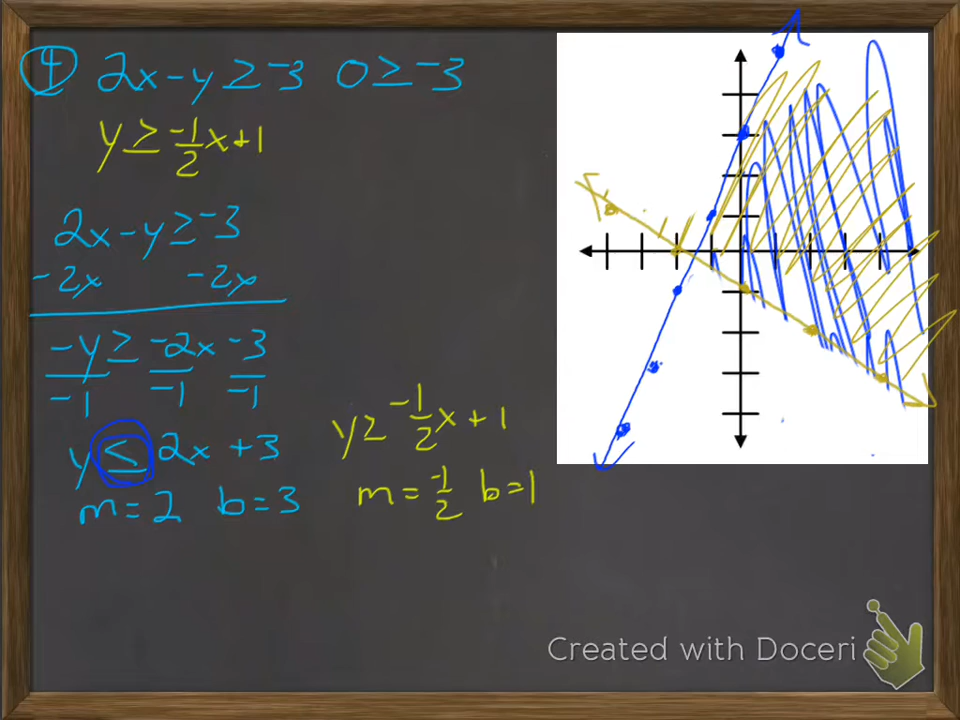 ④ 2x-y≥-3 0≥-3
y≥-1/2x+1
2x-y≥-3
-2x -2x
-y≥-2x-3
-1 -1 -1
y≤2x+3
m=2 b=3
y≥-1/2x+1
m=-1/2 b=1
Created with Doceri